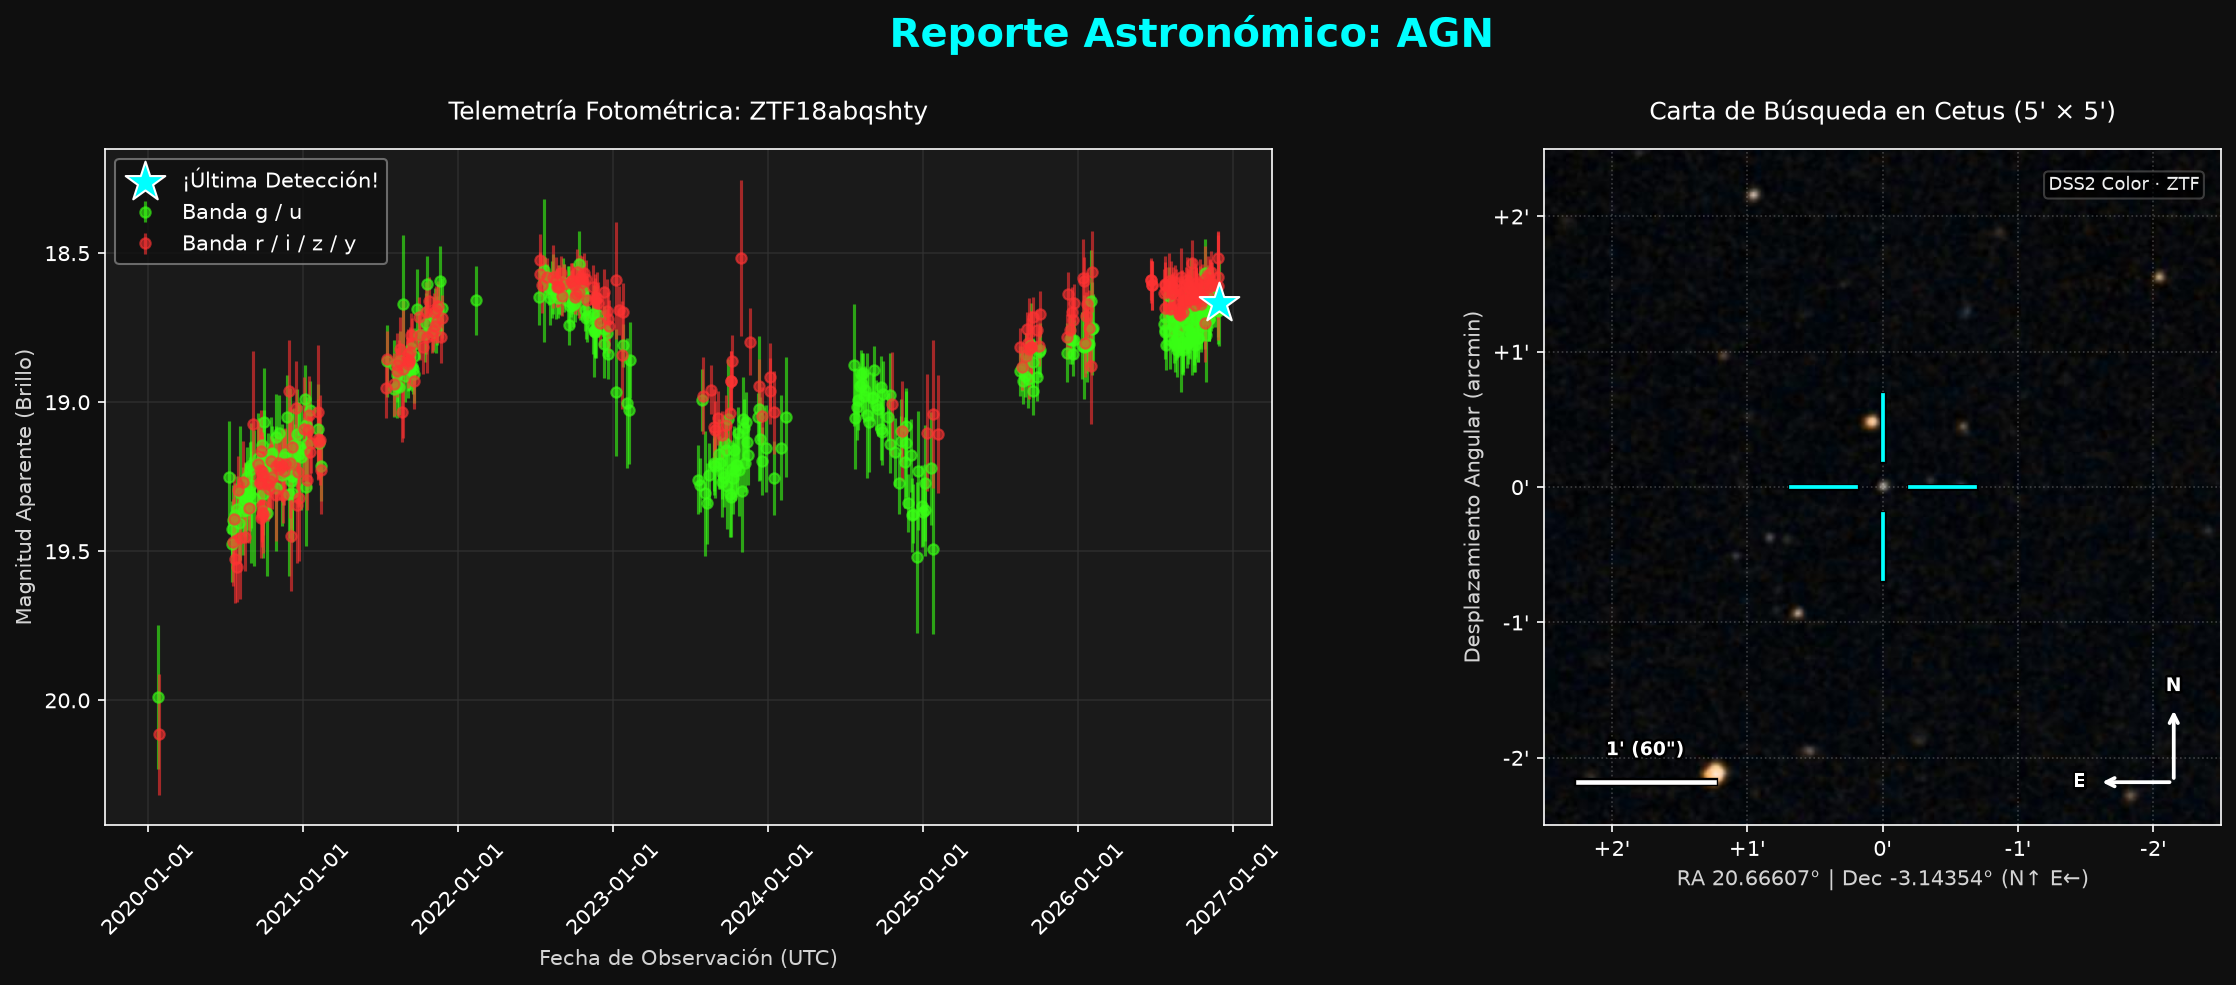 Reporte Astronómico: AGN
Telemetría Fotométrica: ZTF18abqshty
¡Última Detección!
Banda g / u
Banda r / i / z / y
Magnitud Aparente (Brillo)
18.5
19.0
19.5
20.0
2020-01-01
2021-01-01
2022-01-01
2023-01-01
2024-01-01
2025-01-01
2026-01-01
2027-01-01
Fecha de Observación (UTC)
Carta de Búsqueda en Cetus (5' × 5')
DSS2 Color · ZTF
Desplazamiento Angular (arcmin)
+2'
+1'
0'
-1'
-2'
N
E
1' (60")
+2'
+1'
0'
-1'
-2'
RA 20.66607° | Dec -3.14354° (N↑ E←)